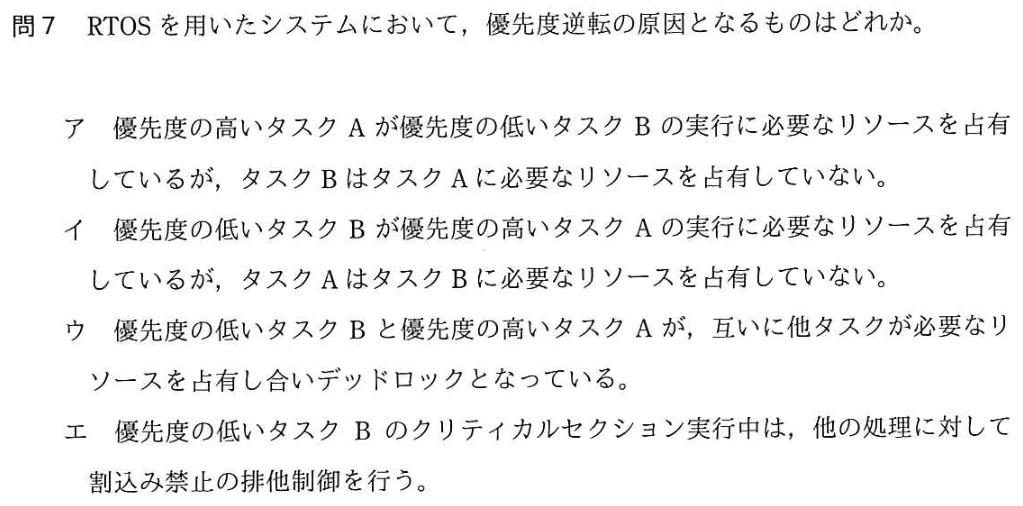 問7 RTOS を用いたシステムにおいて，優先度逆転の原因となるものはどれか。
ア 優先度の高いタスク A が優先度の低いタスク B の実行に必要なリソースを占有
しているが，タスク B はタスク A に必要なリソースを占有していない。
イ 優先度の低いタスク B が優先度の高いタスク A の実行に必要なリソースを占有
しているが，タスク A はタスク B に必要なリソースを占有していない。
ウ 優先度の低いタスク B と優先度の高いタスク A が，互いに他タスクが必要なリ
ソースを占有し合いデッドロックとなっている。
エ 優先度の低いタスク B のクリティカルセクション実行中は，他の処理に対して
割込み禁止の排他制御を行う。